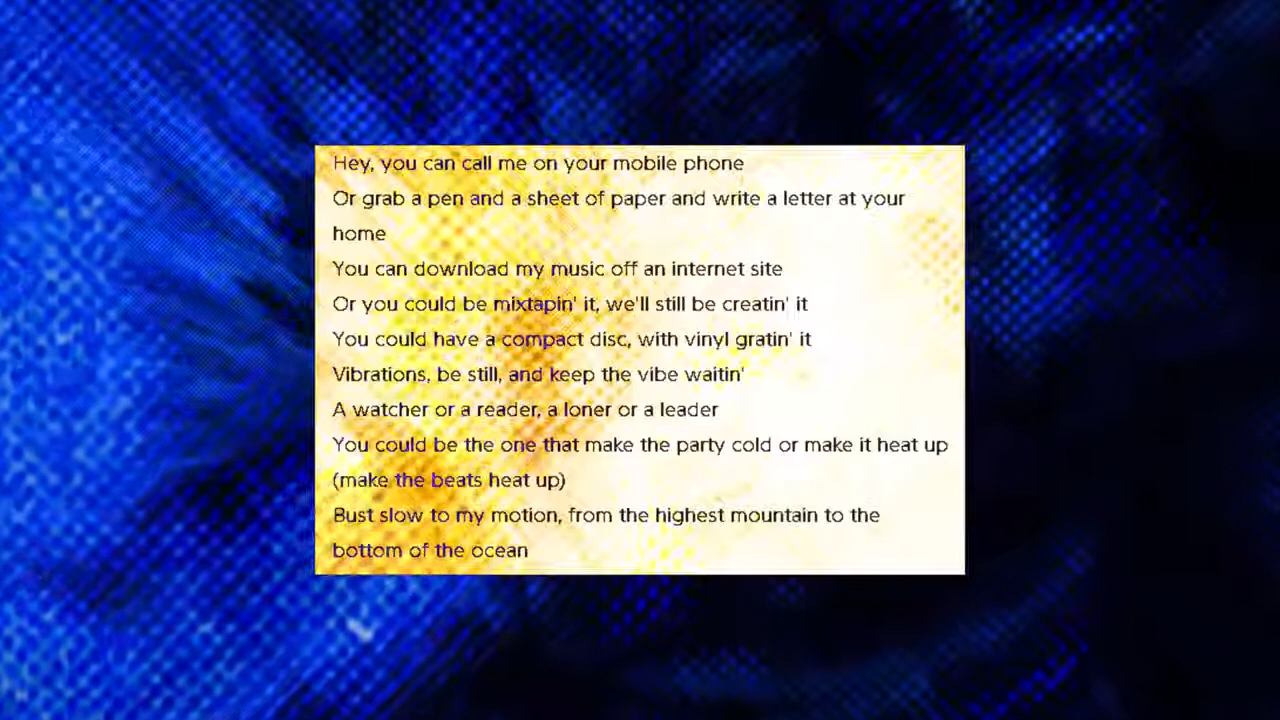 Hey, you can call me on your mobile phone
Or grab a pen and a sheet of paper and write a letter at your
home
You can download my music off an internet site
Or you could be mixtapin' it, we'll still be creatin' it
You could have a compact disc, with vinyl gratin' it
Vibrations, be still, and keep the vibe waitin'
A watcher or a reader, a loner or a leader
You could be the one that make the party cold or make it heat up
(make the beats heat up)
Bust slow to my motion, from the highest mountain to the
bottom of the ocean